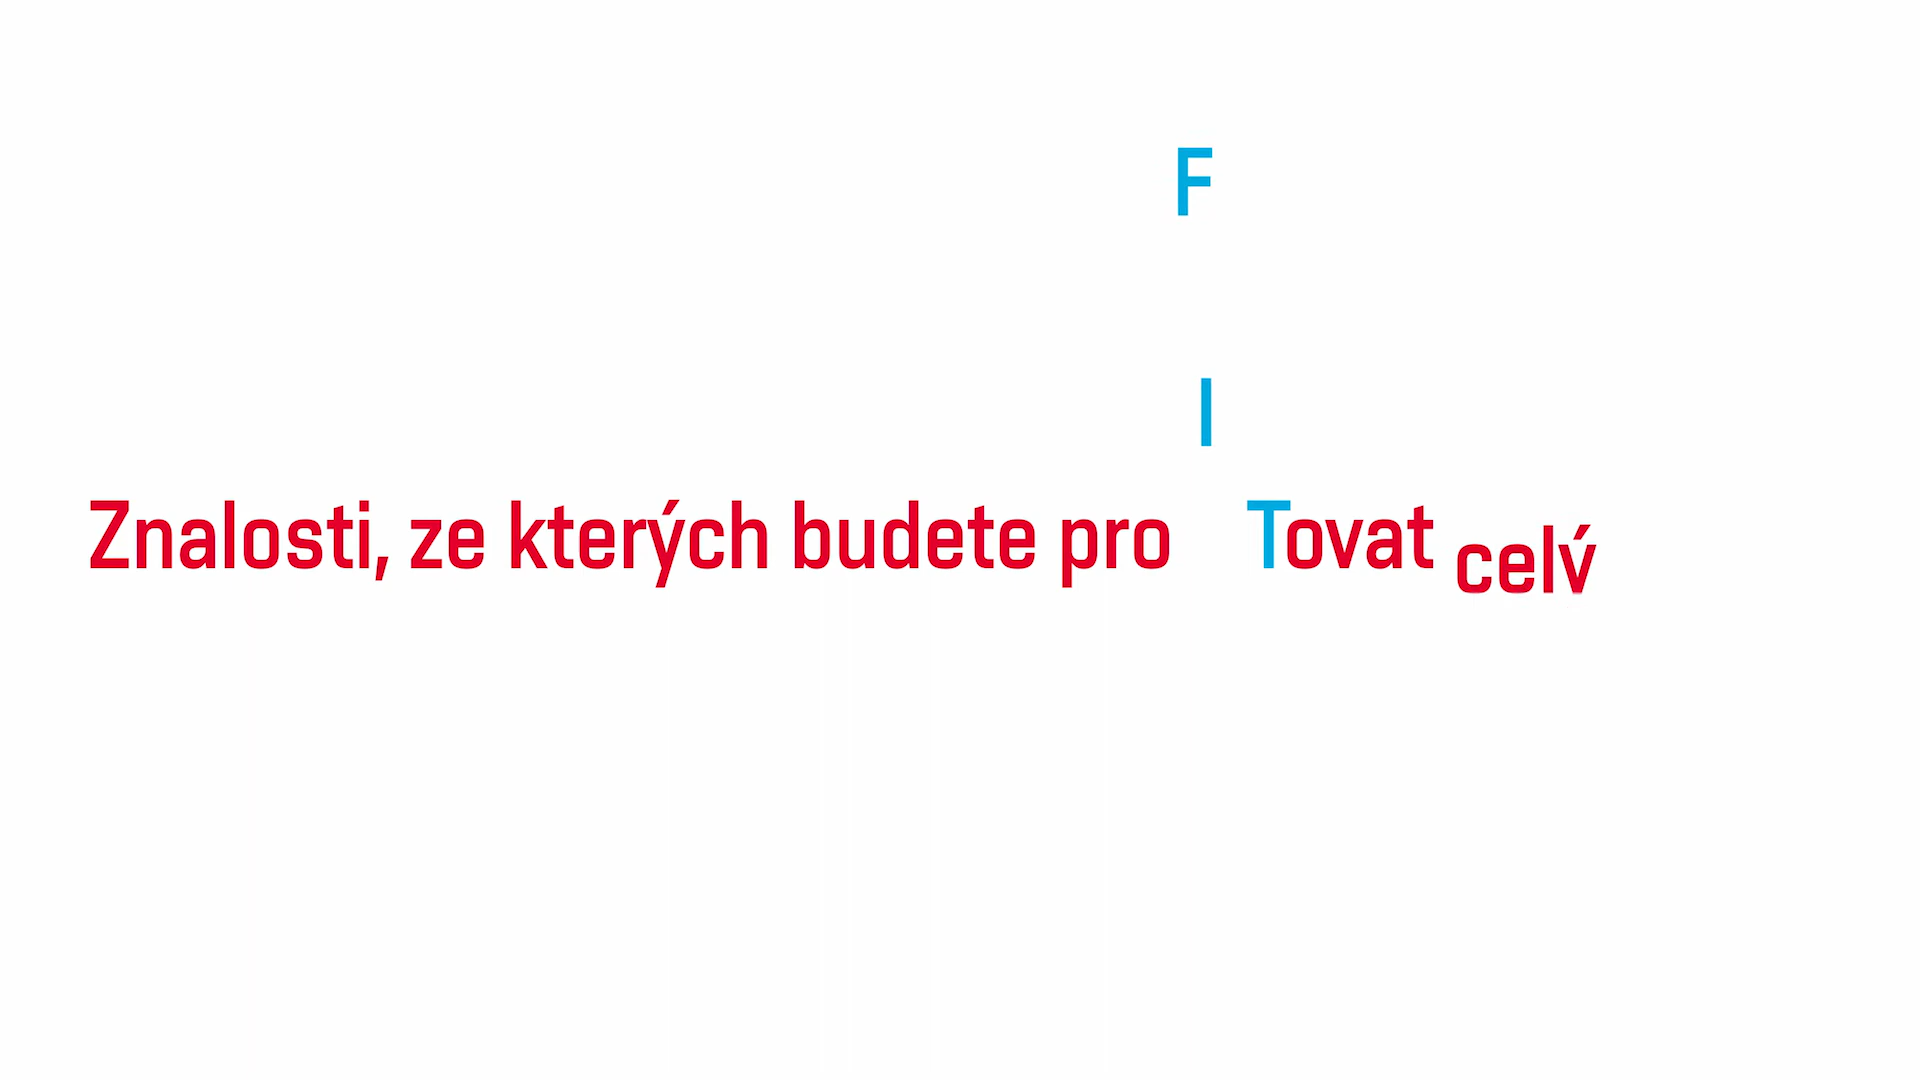 F
I
Znalosti, ze kterých budete pro Tovat celý